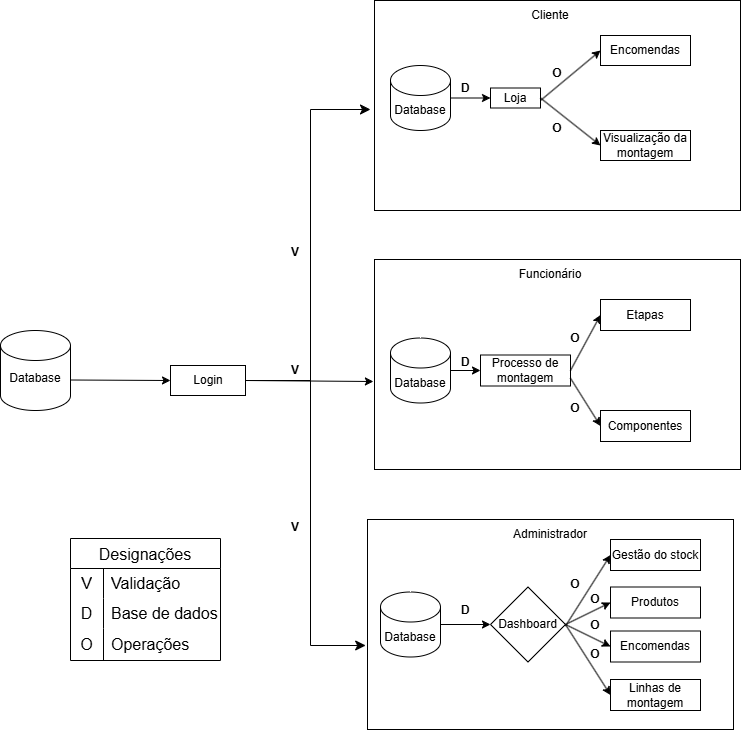 Cliente
Database
D
Loja
O
Encomendas
O
Visualização da
montagem
V
Funcionário
Database
D
Processo de
montagem
O
Etapas
O
Componentes
Database
Login
V
V
Administrador
Database
D
Dashboard
O
Gestão do stock
O
Produtos
O
Encomendas
O
Linhas de
montagem
Designações
V Validação
D Base de dados
O Operações